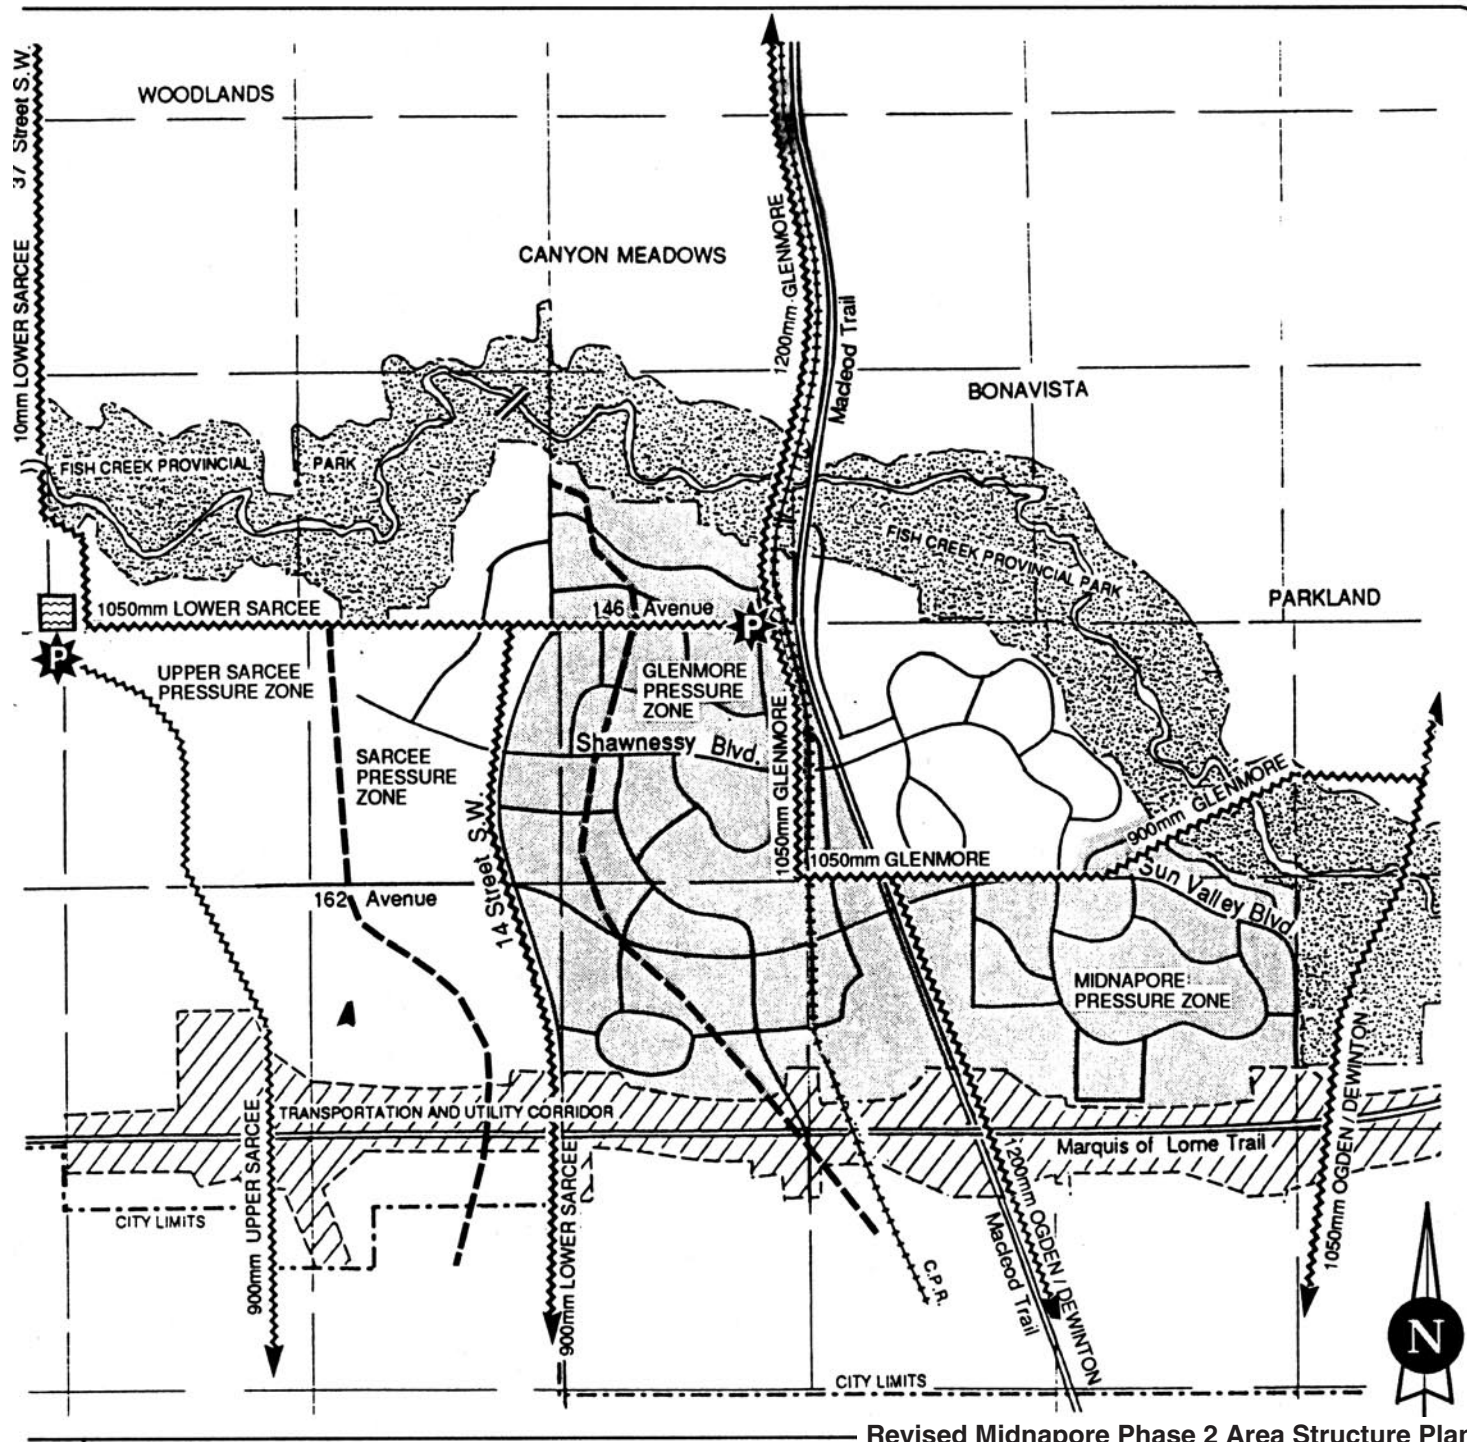 WOODLANDS
37 Street S.W.
10mm LOWER SARCEE
CANYON MEADOWS
1200mm GLENMORE
Macleod Trail
BONAVISTA
FISH CREEK PROVINCIAL PARK
FISH CREEK PROVINCIAL PARK
PARKLAND
1050mm LOWER SARCEE
146 Avenue
P
P
UPPER SARCEE
PRESSURE ZONE
GLENMORE
PRESSURE
ZONE
SARCEE
PRESSURE
ZONE
Shawnessy Blvd.
1050mm GLENMORE
14 Street S.W.
1050mm GLENMORE
900mm GLENMORE
Sun Valley Blvd
162 Avenue
MIDNAPORE
PRESSURE ZONE
TRANSPORTATION AND UTILITY CORRIDOR
Marquis of Lorne Trail
CITY LIMITS
900mm UPPER SARCEE
900mm LOWER SARCEE
C.P.R.
Macleod Trail
1200mm OGDEN / DEWINTON
1050mm OGDEN / DEWINTON
N
CITY LIMITS
Revised Midnapore Phase 2 Area Structure Plan